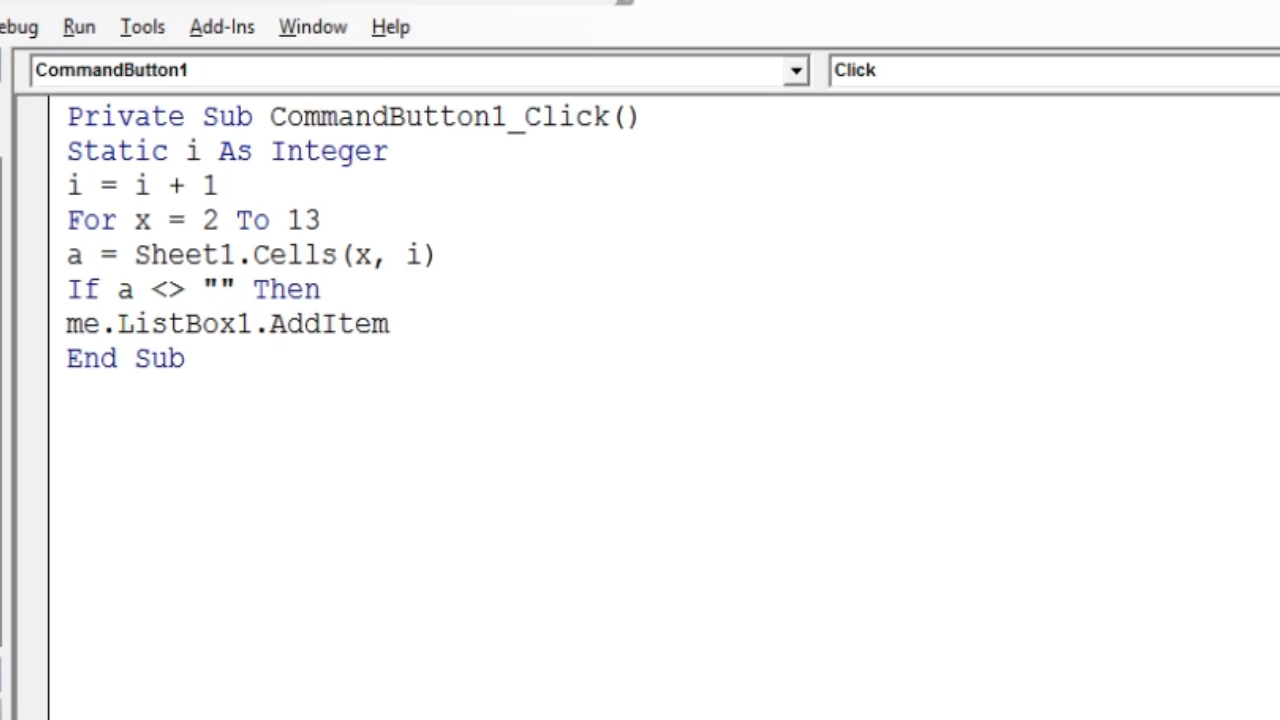 ebug Run Tools Add-Ins Window Help
CommandButton1 Click
Private Sub CommandButton1_Click()
Static i As Integer
i = i + 1
For x = 2 To 13
a = Sheet1.Cells(x, i)
If a <> "" Then
me.ListBox1.AddItem
End Sub